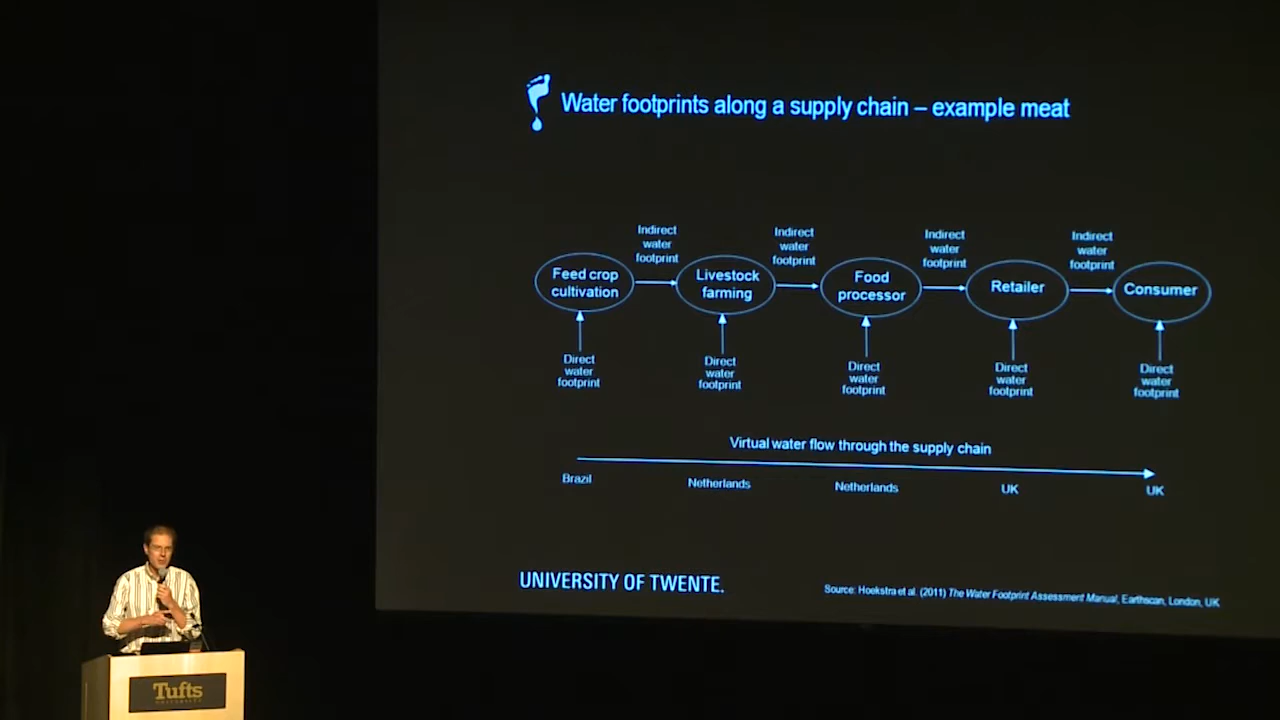 Water footprints along a supply chain – example meat
Indirect
water
footprint
Indirect
water
footprint
Indirect
water
footprint
Indirect
water
footprint
Feed crop
cultivation
Livestock
farming
Food
processor
Retailer
Consumer
Direct
water
footprint
Direct
water
footprint
Direct
water
footprint
Direct
water
footprint
Direct
water
footprint
Virtual water flow through the supply chain
Brazil
Netherlands
Netherlands
UK
UK
UNIVERSITY OF TWENTE.
Source: Hoekstra et al. (2011) The Water Footprint Assessment Manual, Earthscan, London, UK
Tufts
UNIVERSITY